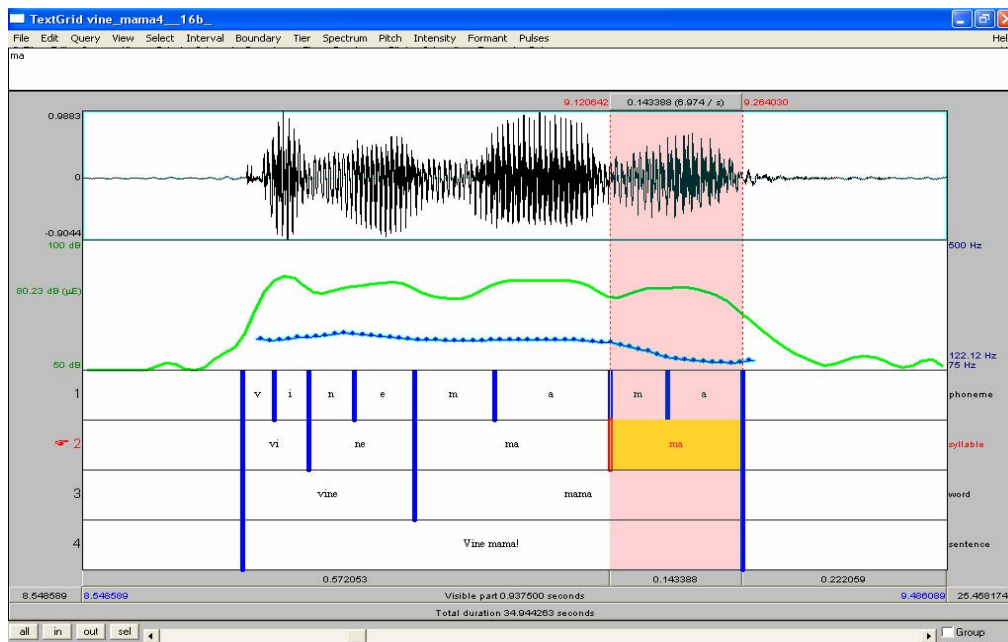 TextGrid vine_mama4__16b_
File Edit Query View Select Interval Boundary Tier Spectrum Pitch Intensity Formant Pulses Hel
ma
9.120642 0.143388 (6.974 / s) 9.264030
0.9883
0
-0.9044
100 dB 500 Hz
80.23 dB (µE)
122.12 Hz
50 dB 75 Hz
1 v i n e m a m a phoneme
2 vi ne ma ma syllable
3 vine mama word
4 Vine mama! sentence
0.572053 0.143388 0.222059
8.548589 8.548589 Visible part 0.937500 seconds 9.486089 25.458174
Total duration 34.944263 seconds
all in out sel Group